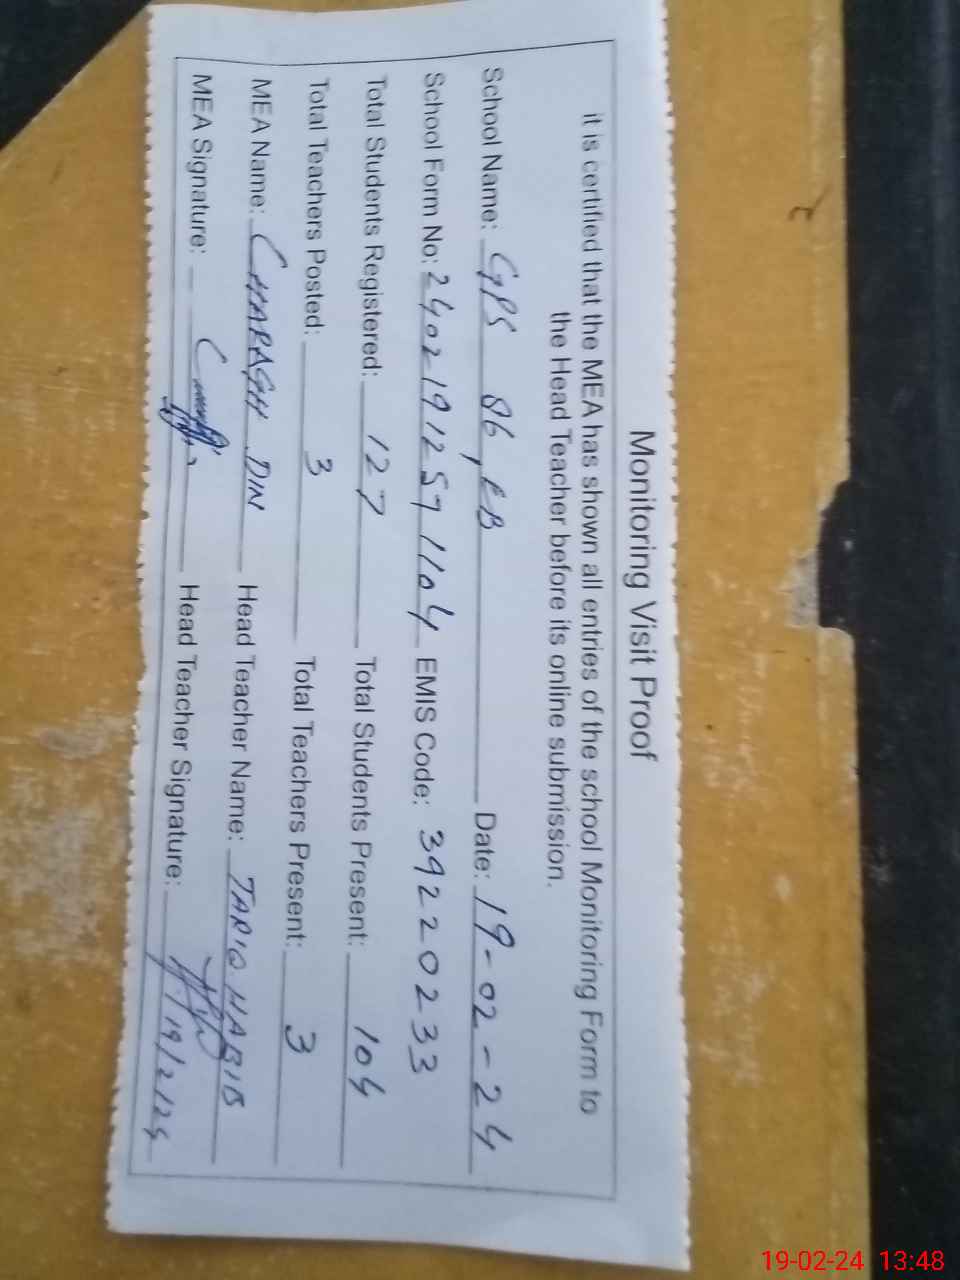 Monitoring Visit Proof
it is certified that the MEA has shown all entries of the school Monitoring Form to
the Head Teacher before its online submission.
School Name: GPS 86, EB Date: 19-02-24
School Form No: 24021912571104 EMIS Code: 39220233
Total Students Registered: 127 Total Students Present: 104
Total Teachers Posted: 3 Total Teachers Present: 3
MEA Name: CHARAGH DIN Head Teacher Name: TARIQ HABIB
MEA Signature: Head Teacher Signature: 19/2/24
19-02-24 13:48